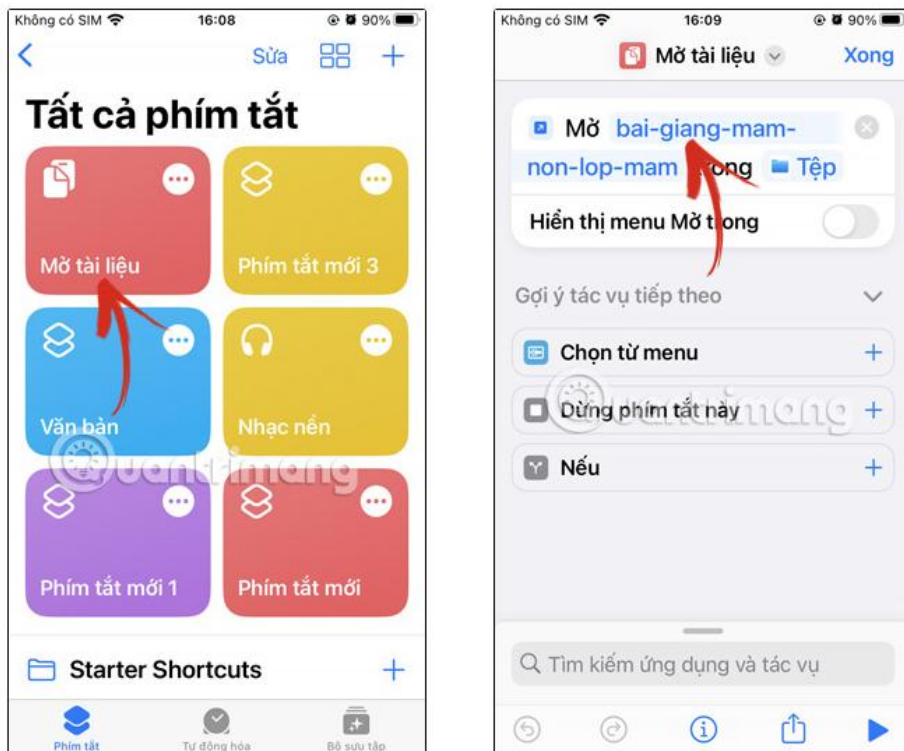 Không có SIM
16:08
90%
Sửa
Tất cả phím tắt
Mở tài liệu
Phím tắt mới 3
Văn bản
Nhạc nền
Phím tắt mới 1
Phím tắt mới
Starter Shortcuts
Phím tắt
Tự động hóa
Bộ sưu tập
Quantrimang
Không có SIM
16:09
90%
Mở tài liệu
Xong
Mở bai-giang-mam-
non-lop-mam trong Tệp
Hiển thị menu Mở trong
Gợi ý tác vụ tiếp theo
Chọn từ menu
Dừng phím tắt này
Nếu
Tìm kiếm ứng dụng và tác vụ
Quantrimang